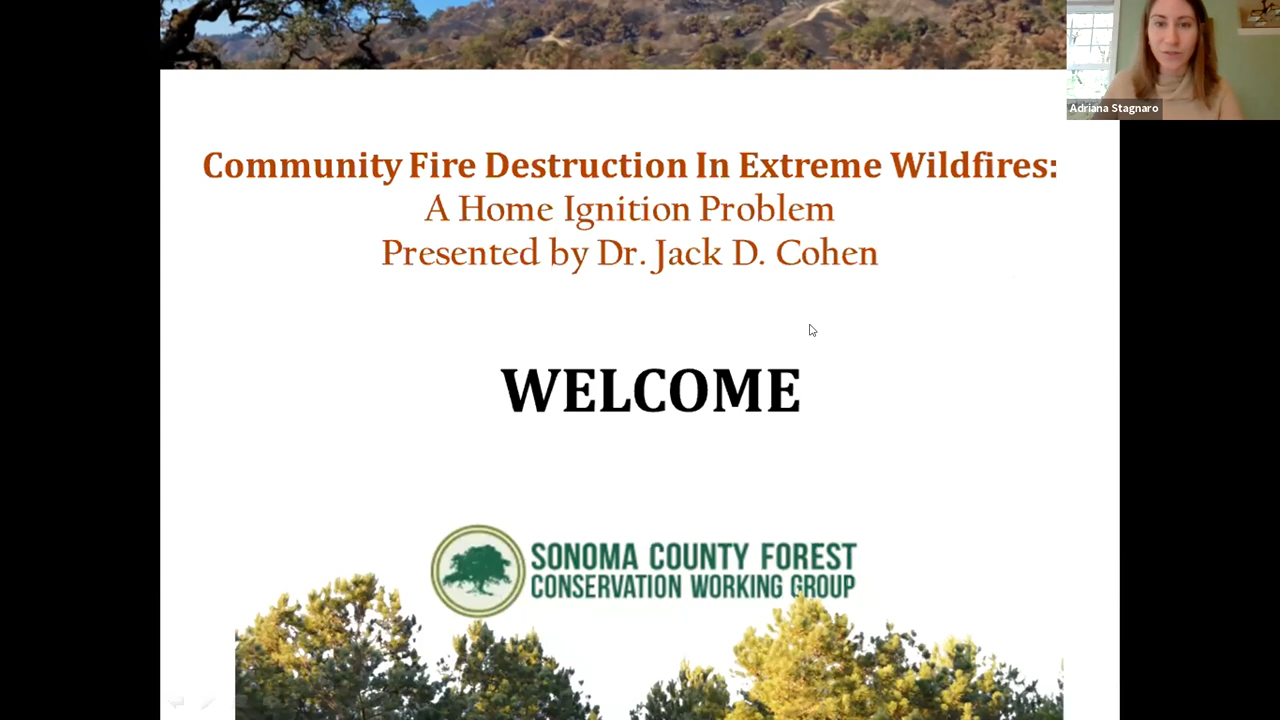 Adriana Stagnaro
Community Fire Destruction In Extreme Wildfires:
A Home Ignition Problem
Presented by Dr. Jack D. Cohen
WELCOME
SONOMA COUNTY FOREST
CONSERVATION WORKING GROUP